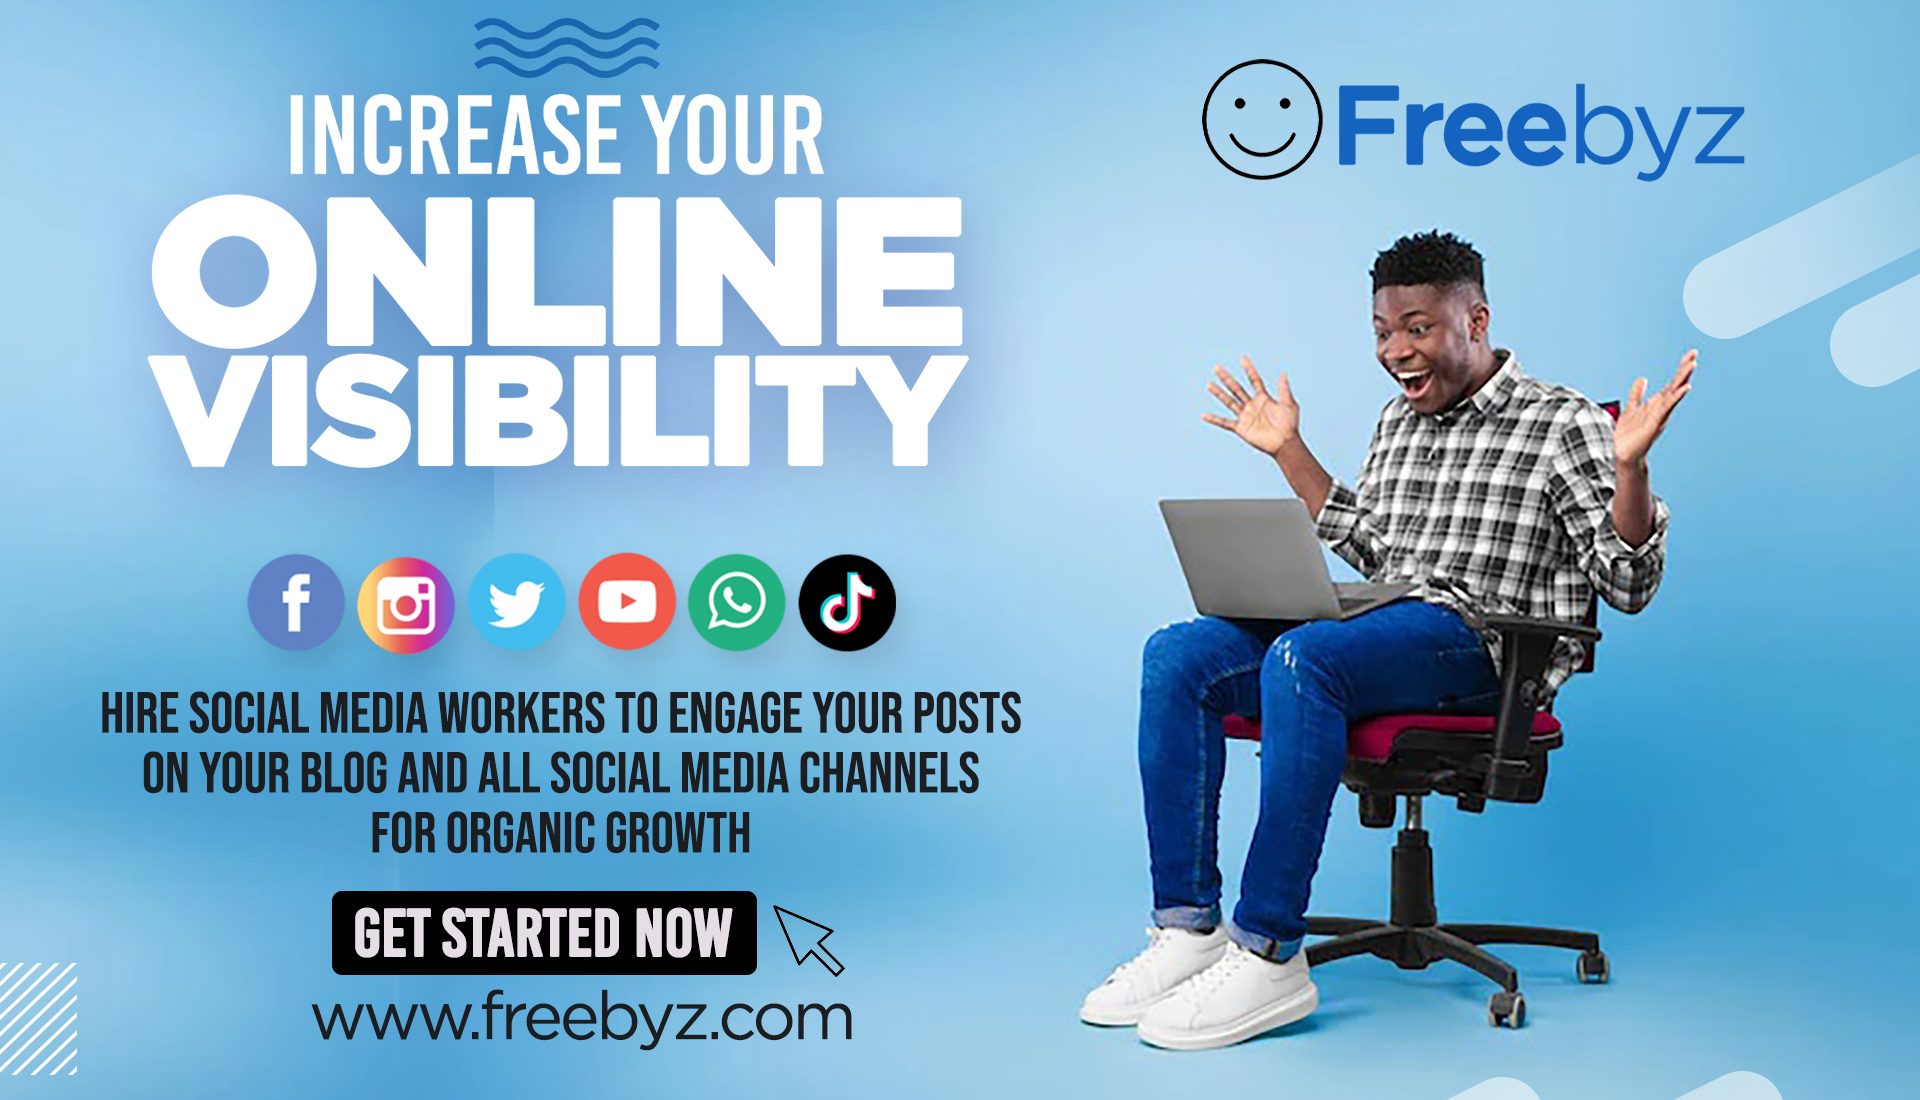 INCREASE YOUR
ONLINE
VISIBILITY
Freebyz
HIRE SOCIAL MEDIA WORKERS TO ENGAGE YOUR POSTS
ON YOUR BLOG AND ALL SOCIAL MEDIA CHANNELS
FOR ORGANIC GROWTH
GET STARTED NOW
www.freebyz.com